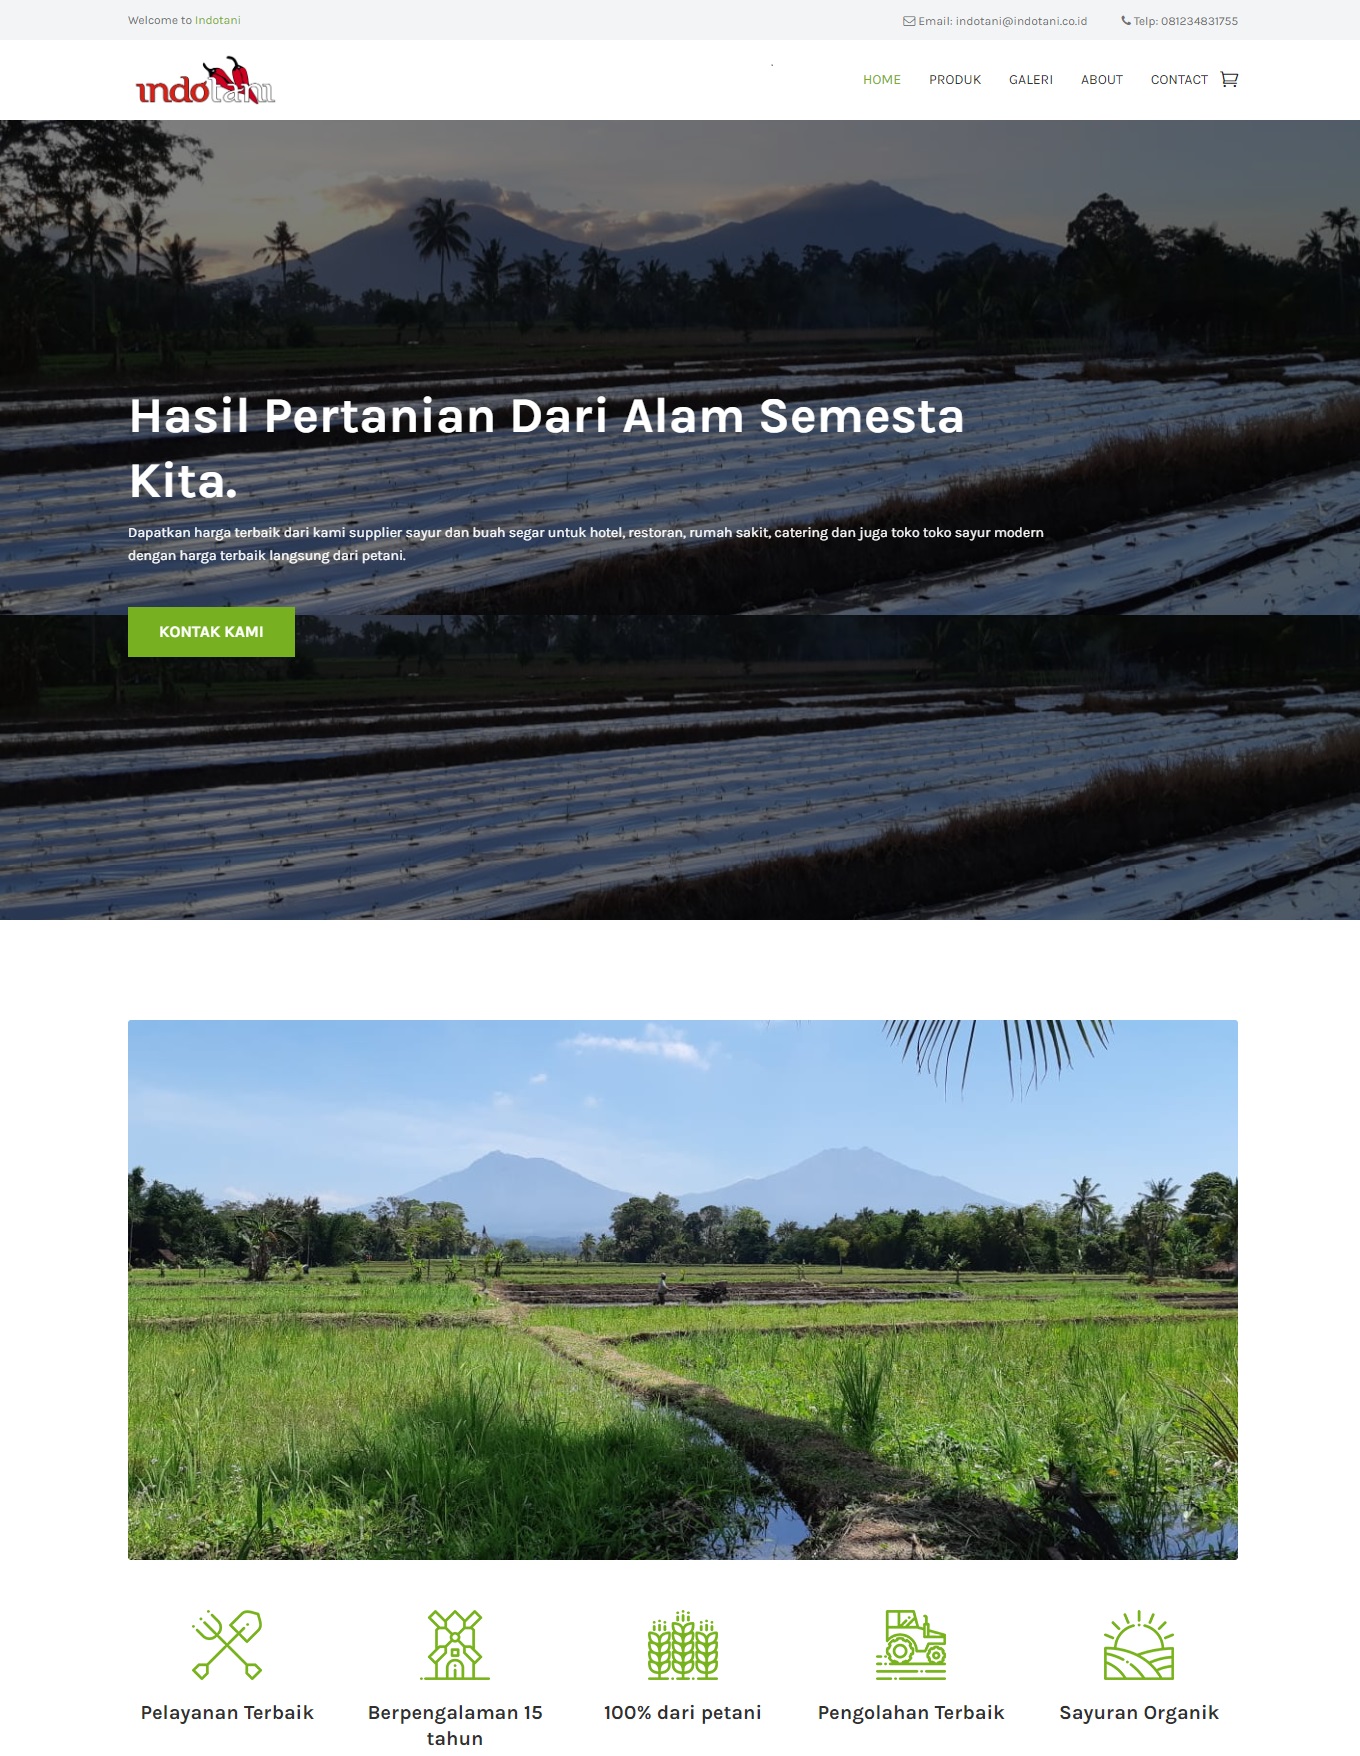 Welcome to Indotani
Email: indotani@indotani.co.id
Telp: 081234831755
indotani
HOME
PRODUK
GALERI
ABOUT
CONTACT
Hasil Pertanian Dari Alam Semesta
Kita.
Dapatkan harga terbaik dari kami supplier sayur dan buah segar untuk hotel, restoran, rumah sakit, catering dan juga toko toko sayur modern
dengan harga terbaik langsung dari petani.
KONTAK KAMI
Pelayanan Terbaik
Berpengalaman 15
tahun
100% dari petani
Pengolahan Terbaik
Sayuran Organik